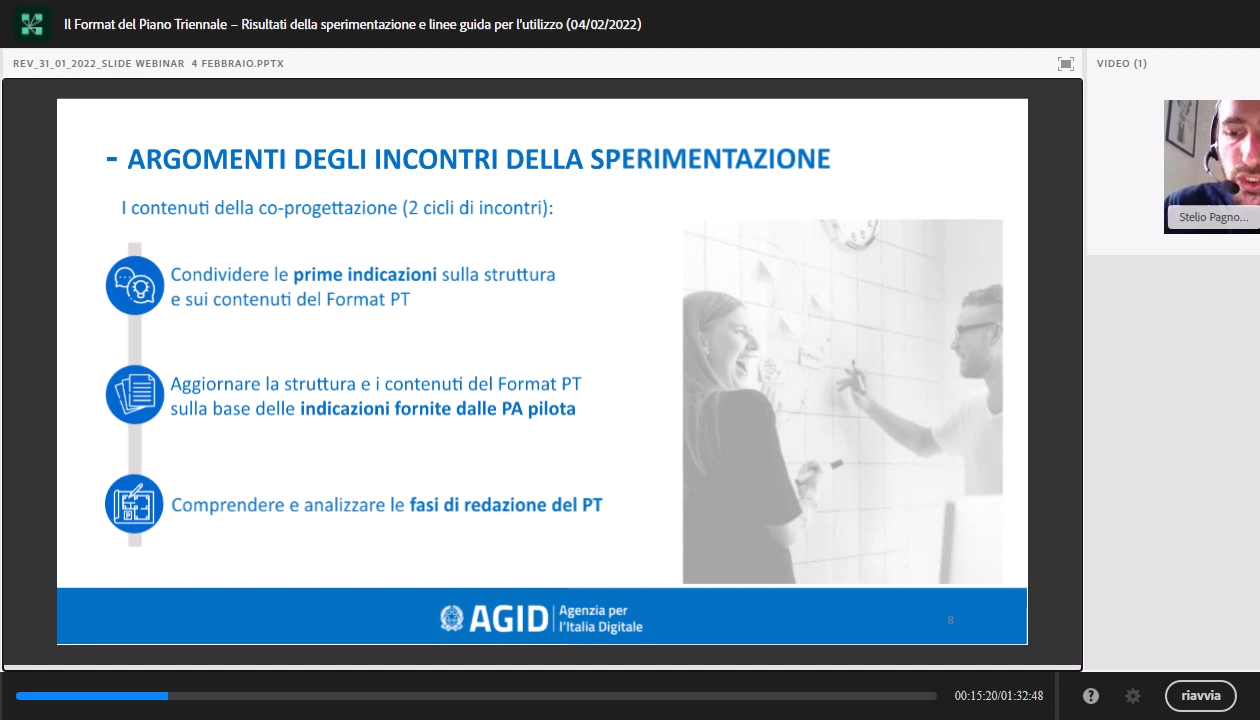 Il Format del Piano Triennale – Risultati della sperimentazione e linee guida per l'utilizzo (04/02/2022)
REV_31_01_2022_SLIDE WEBINAR 4 FEBBRAIO.PPTX
VIDEO (1)
- ARGOMENTI DEGLI INCONTRI DELLA SPERIMENTAZIONE
I contenuti della co-progettazione (2 cicli di incontri):
Condividere le prime indicazioni sulla struttura
e sui contenuti del Format PT
Aggiornare la struttura e i contenuti del Format PT
sulla base delle indicazioni fornite dalle PA pilota
Comprendere e analizzare le fasi di redazione del PT
AGID
Agenzia per
l'Italia Digitale
8
Stelio Pagno...
00:15:20/01:32:48
?
riavvia